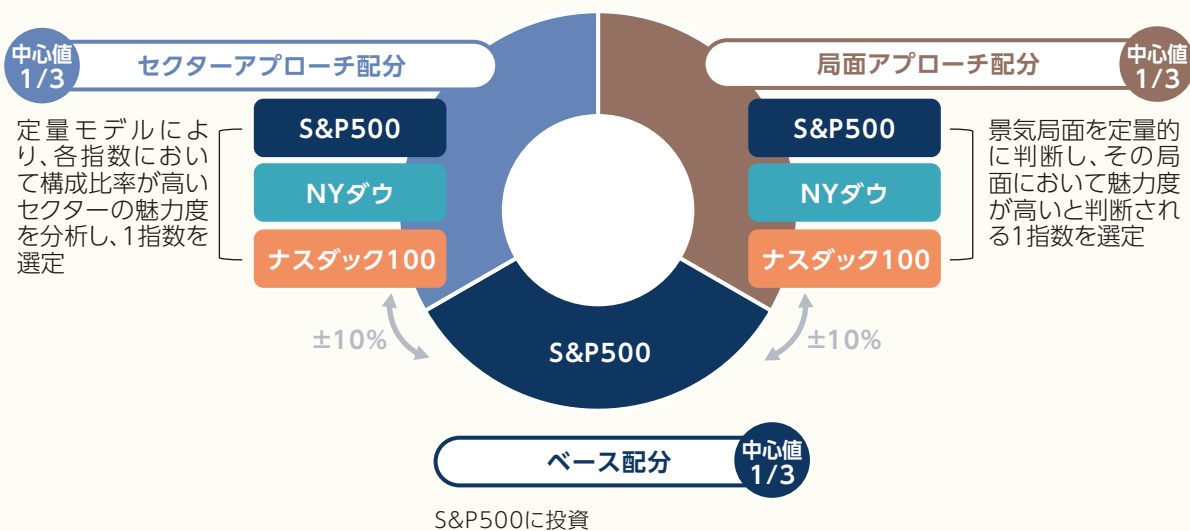 中心値
1/3
セクターアプローチ配分
S&P500
NYダウ
ナスダック100
定量モデルによ
り、各指数におい
て構成比率が高い
セクターの魅力度
を分析し、1指数を
選定
局面アプローチ配分
中心値
1/3
S&P500
NYダウ
ナスダック100
景気局面を定量的
に判断し、その局
面において魅力度
が高いと判断され
る1指数を選定
±10%
S&P500
±10%
ベース配分
中心値
1/3
S&P500に投資